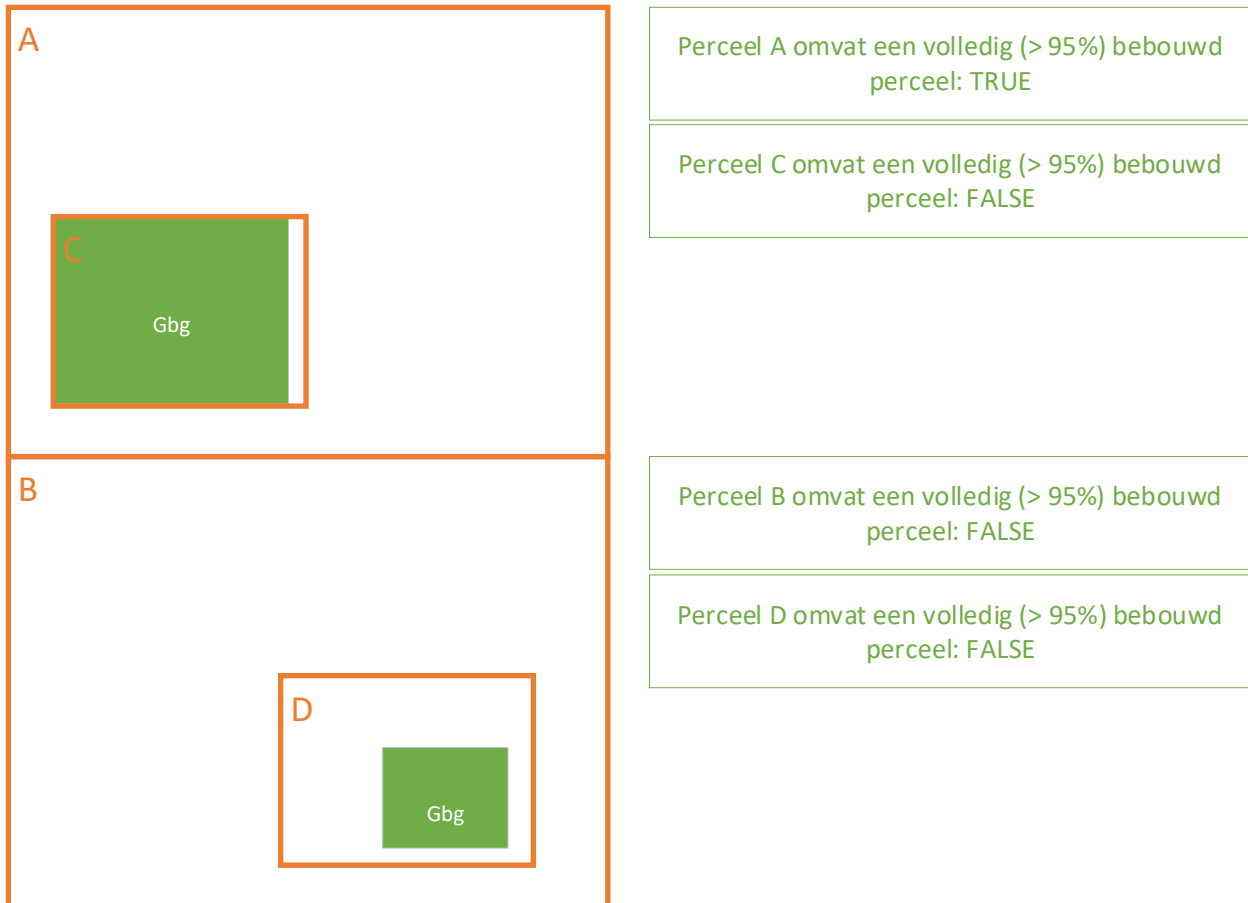 A
Perceel A omvat een volledig (> 95%) bebouwd
perceel: TRUE
Perceel C omvat een volledig (> 95%) bebouwd
perceel: FALSE
C
Gbg
B
Perceel B omvat een volledig (> 95%) bebouwd
perceel: FALSE
Perceel D omvat een volledig (> 95%) bebouwd
perceel: FALSE
D
Gbg